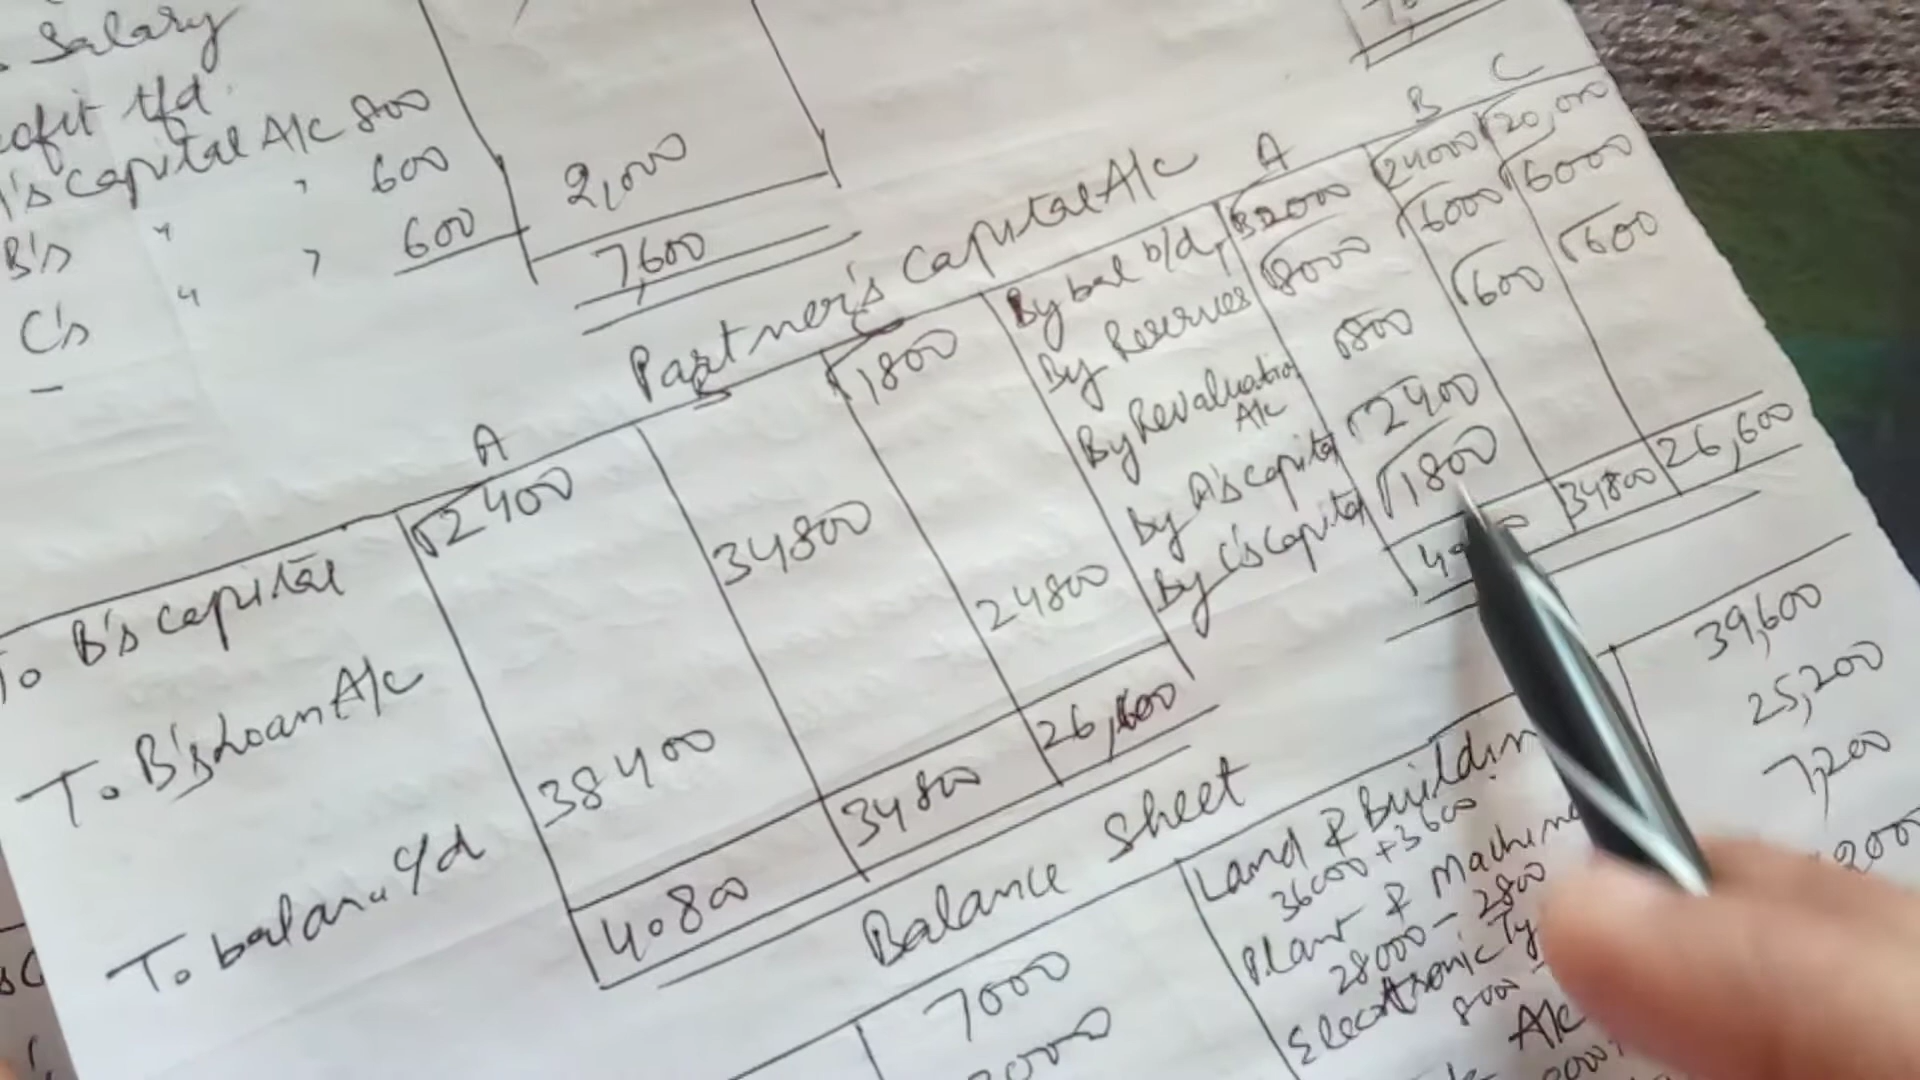 Salary
ofit tfd.
's capital A/c 800
B's " , 600 2,000
C's " , 600
7,600
Partner's Capital A/c
A B 1800
To B's capital 2400
To B's Loan A/c 34800
To balance c/d 38400 24800
40800 34800 26,600
A B C
By bal b/d, 32000 24000 20,000
By Reserves 8000 6000 6000
By Revaluation A/c 800 600 600
By A's capital 2400
By C's capital 1800
34800 26,600
Balance Sheet
7000
Land & Building 39,600
36000 + 3600
Plant & 25,200
28000 - 2800
Electronic Ty 7,200
800
A/c